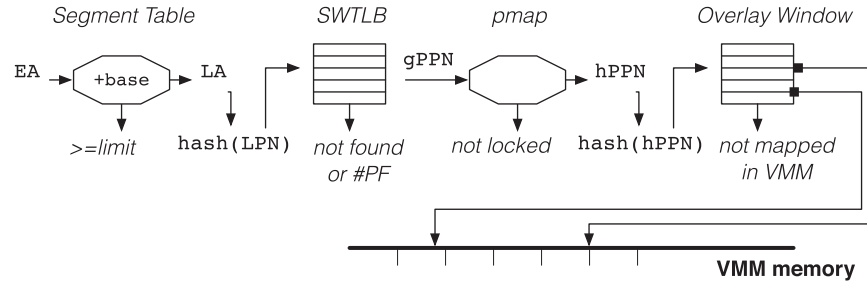 Segment Table SWTLB pmap Overlay Window
EA +base LA gPPN hPPN
>=limit hash(LPN) not found not locked hash(hPPN) not mapped
or #PF in VMM
VMM memory